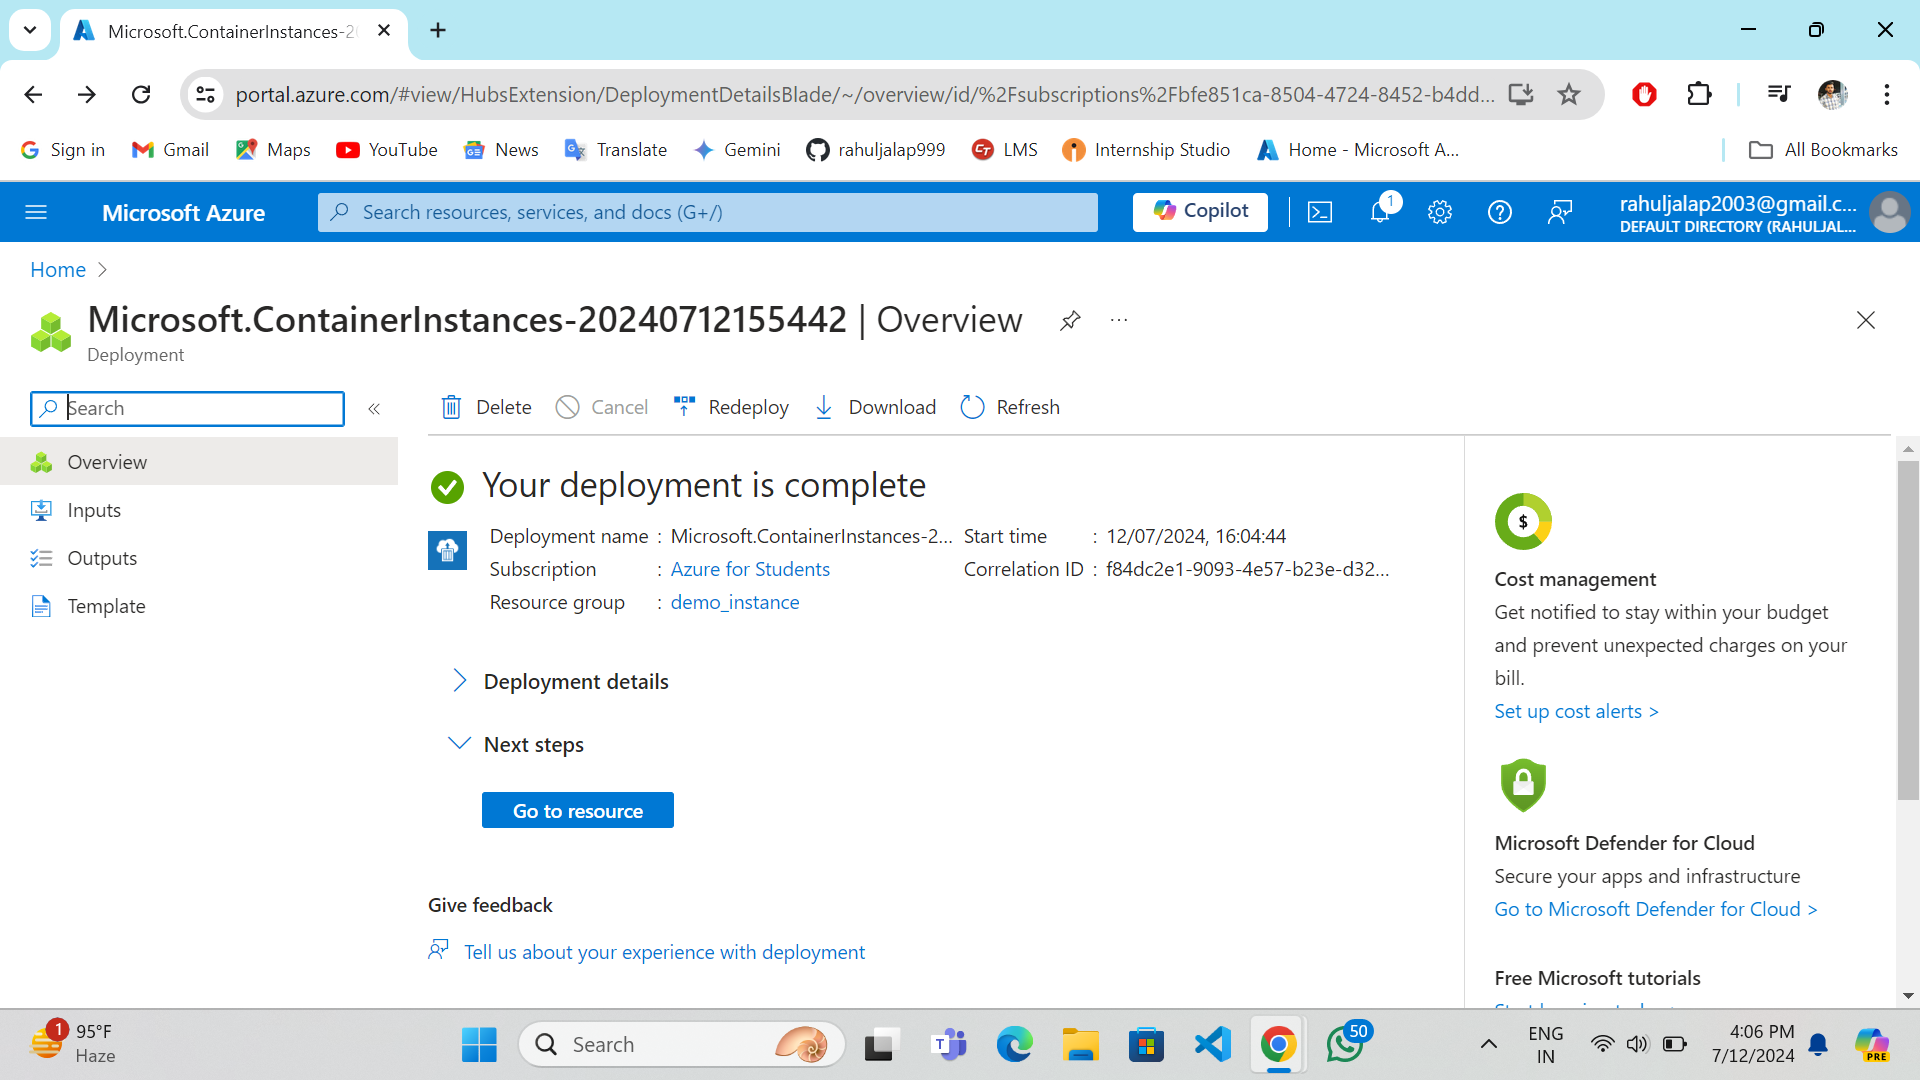 Microsoft.ContainerInstances-20
portal.azure.com/#view/HubsExtension/DeploymentDetailsBlade/~/overview/id/%2Fsubscriptions%2Fbfe851ca-8504-4724-8452-b4dd...
Sign in Gmail Maps YouTube News Translate Gemini rahuljalap999 LMS Internship Studio Home - Microsoft A... All Bookmarks
Microsoft Azure Search resources, services, and docs (G+/) Copilot 1 rahuljalap2003@gmail.c...
DEFAULT DIRECTORY (RAHULJAL...
Home
Microsoft.ContainerInstances-20240712155442 | Overview ...
Deployment
Search «
Delete Cancel Redeploy Download Refresh
Overview
Inputs
Outputs
Template
Your deployment is complete
Deployment name : Microsoft.ContainerInstances-2... Start time : 12/07/2024, 16:04:44
Subscription : Azure for Students Correlation ID : f84dc2e1-9093-4e57-b23e-d32...
Resource group : demo_instance
Deployment details
Next steps
Go to resource
Give feedback
Tell us about your experience with deployment
$
Cost management
Get notified to stay within your budget
and prevent unexpected charges on your
bill.
Set up cost alerts >
Microsoft Defender for Cloud
Secure your apps and infrastructure
Go to Microsoft Defender for Cloud >
Free Microsoft tutorials
1 95°F
Haze
Search
T
50
ENG
IN
4:06 PM
7/12/2024
PRE